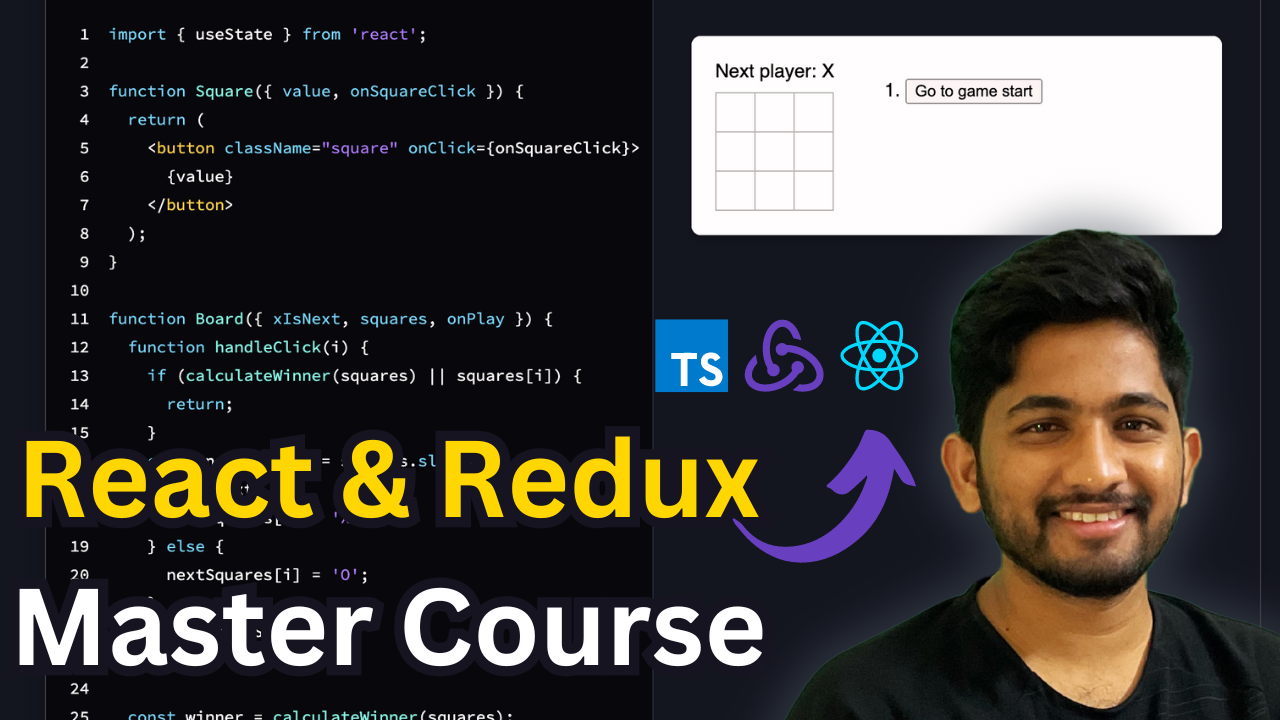 1 import { useState } from 'react';
2
3 function Square({ value, onSquareClick }) {
4 return (
5 <button className="square" onClick={onSquareClick}>
6 {value}
7 </button>
8 );
9 }
10
11 function Board({ xIsNext, squares, onPlay }) {
12 function handleClick(i) {
13 if (calculateWinner(squares) || squares[i]) {
14 return;
15 }
19 } else {
20 nextSquares[i] = 'O';
24
25 const winner = calculateWinner(squares);
Next player: X
1. Go to game start
TS
React & Redux
Master Course